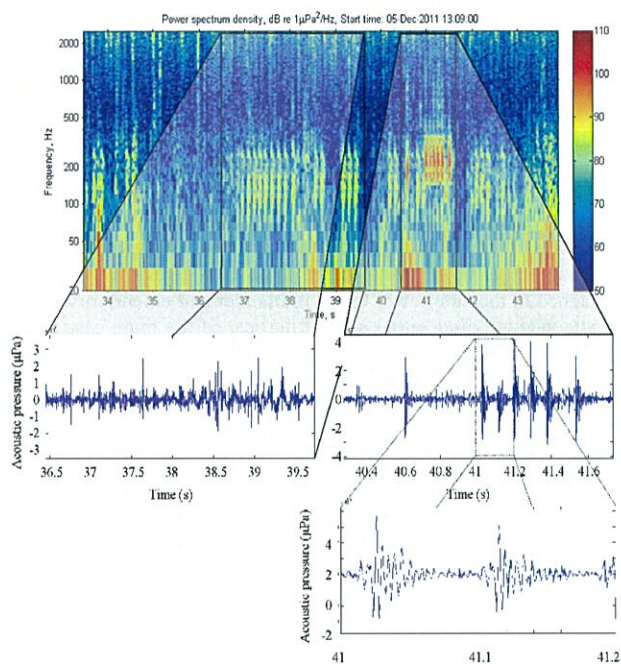 Power spectrum density, dB re 1µPa²/Hz, Start time: 05-Dec-2011 13.09.00
Frequency, Hz
2000
1000
500
200
100
50
20
34 35 36 37 38 39 40 41 42 43
Time, s
110
100
90
80
70
60
50
Acoustic pressure (µPa)
3
2
1
0
-1
-2
-3
36.5 37 37.5 38 38.5 39 39.5
Time (s)
4
2
0
-2
-4
40.4 40.6 40.8 41 41.2 41.4 41.6
Time (s)
Acoustic pressure (µPa)
4
2
0
-2
41 41.1 41.2